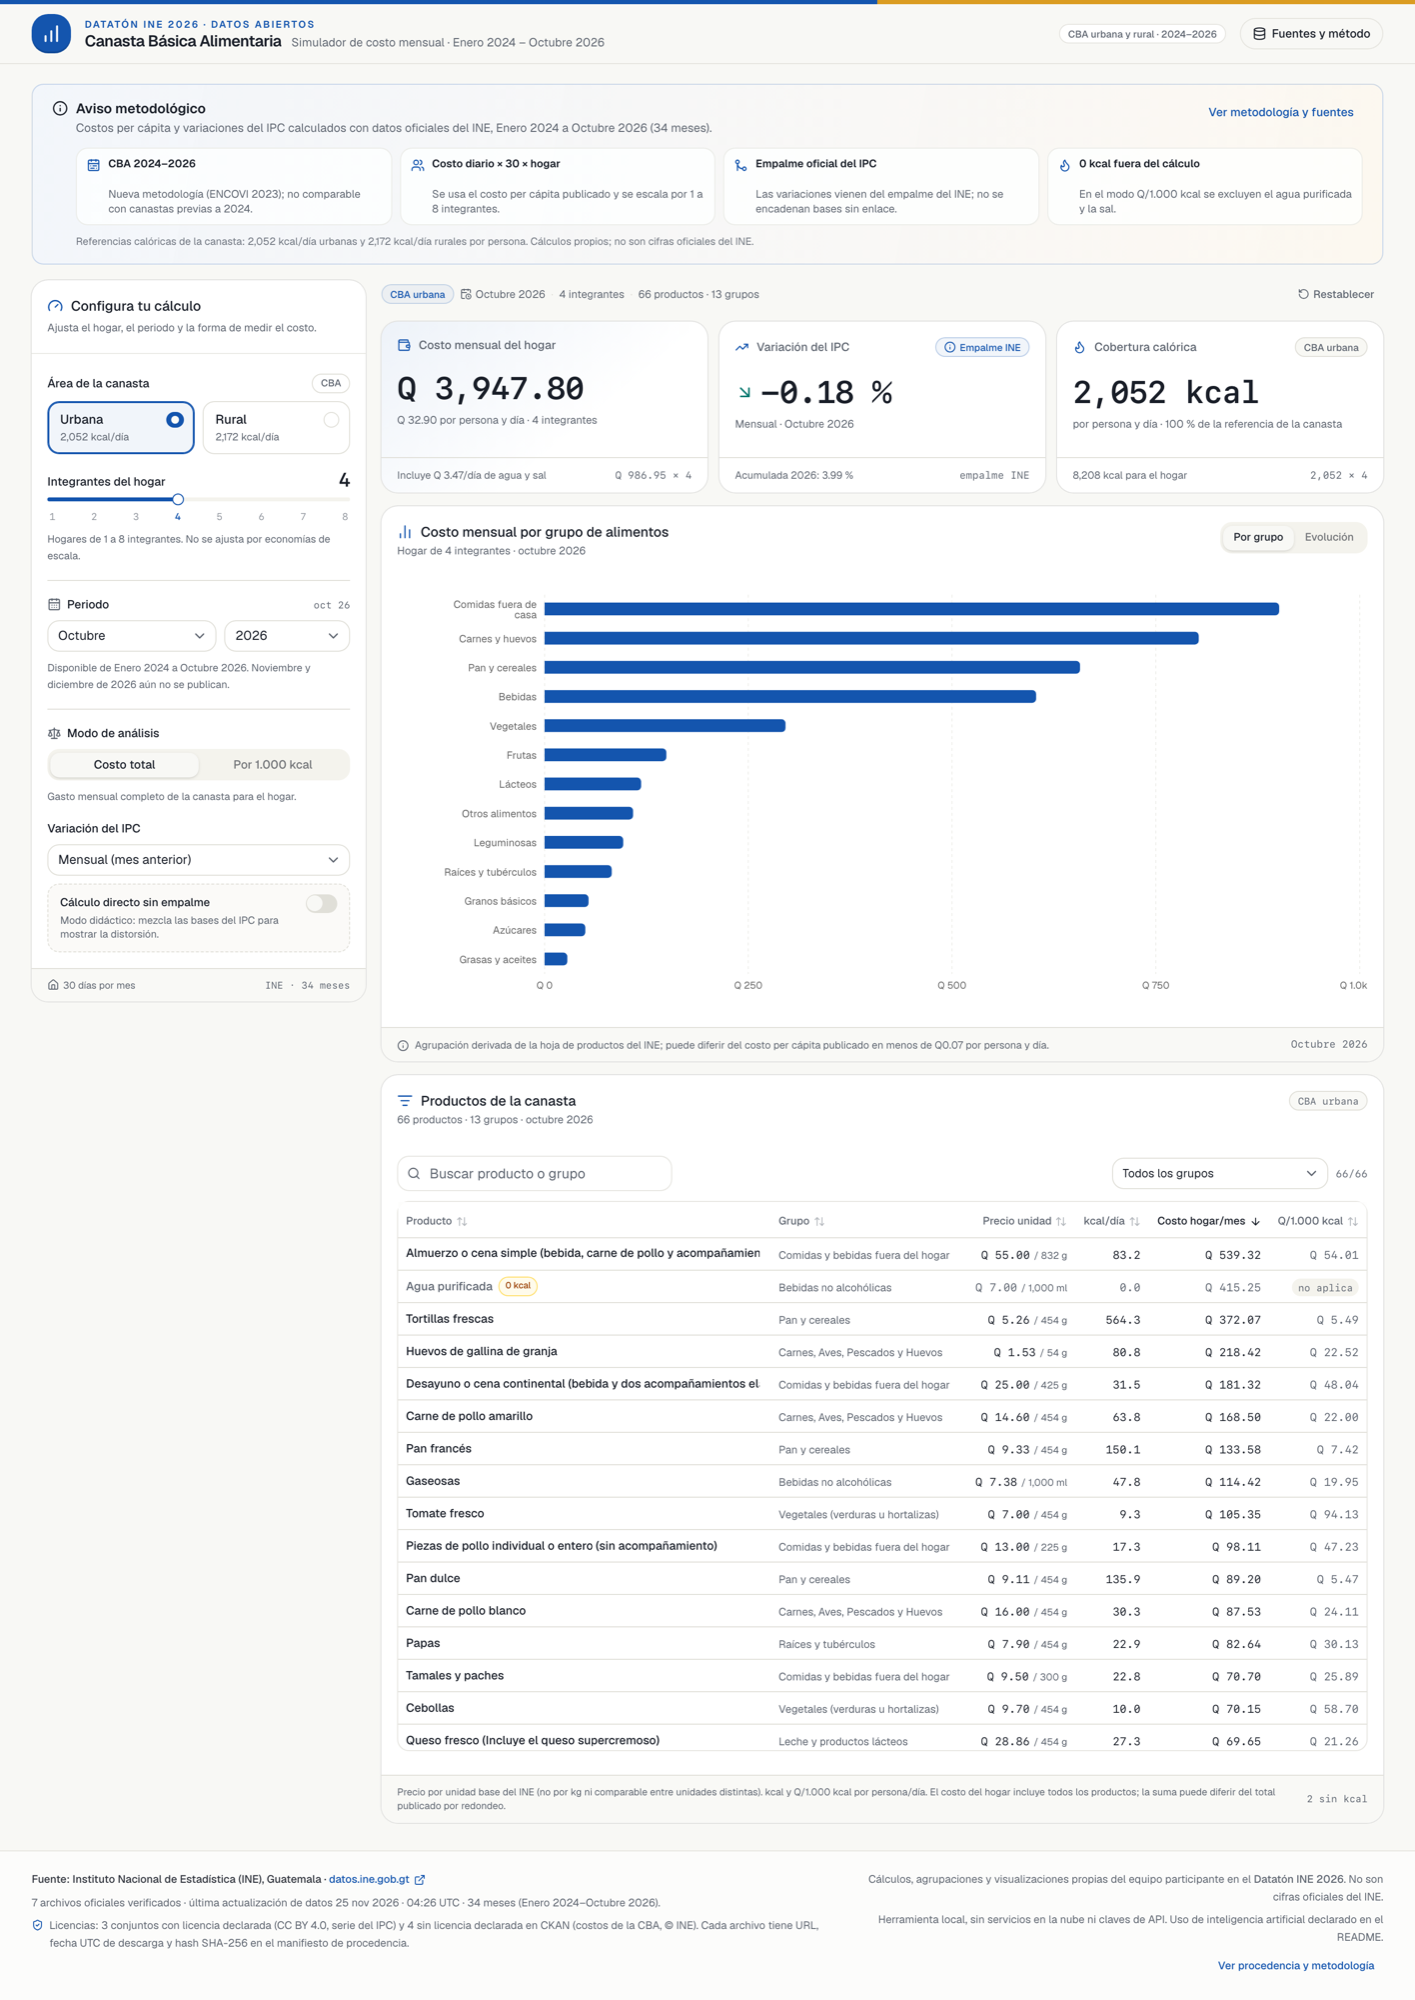 DATATÓN INE 2026 · DATOS ABIERTOS
Canasta Básica Alimentaria Simulador de costo mensual · Enero 2024 – Octubre 2026
CBA urbana y rural · 2024–2026
Fuentes y método
Aviso metodológico
Costos per cápita y variaciones del IPC calculados con datos oficiales del INE, Enero 2024 a Octubre 2026 (34 meses).
Ver metodología y fuentes
CBA 2024–2026
Nueva metodología (ENCOVI 2023); no comparable
con canastas previas a 2024.
Costo diario × 30 × hogar
Se usa el costo per cápita publicado y se escala por 1 a
8 integrantes.
Empalme oficial del IPC
Las variaciones vienen del empalme del INE; no se
encadenan bases sin enlace.
0 kcal fuera del cálculo
En el modo Q/1.000 kcal se excluyen el agua purificada
y la sal.
Referencias calóricas de la canasta: 2,052 kcal/día urbanas y 2,172 kcal/día rurales por persona. Cálculos propios; no son cifras oficiales del INE.
Configura tu cálculo
Ajusta el hogar, el periodo y la forma de medir el costo.
Área de la canasta
CBA
Urbana
2,052 kcal/día
Rural
2,172 kcal/día
Integrantes del hogar 4
1 2 3 4 5 6 7 8
Hogares de 1 a 8 integrantes. No se ajusta por economías de
escala.
Periodo oct 26
Octubre
2026
Disponible de Enero 2024 a Octubre 2026. Noviembre y
diciembre de 2026 aún no se publican.
Modo de análisis
Costo total
Por 1.000 kcal
Gasto mensual completo de la canasta para el hogar.
Variación del IPC
Mensual (mes anterior)
Cálculo directo sin empalme
Modo didáctico: mezcla las bases del IPC para
mostrar la distorsión.
30 días por mes INE · 34 meses
CBA urbana Octubre 2026 · 4 integrantes · 66 productos · 13 grupos
Restablecer
Costo mensual del hogar
Q 3,947.80
Q 32.90 por persona y día · 4 integrantes
Incluye Q 3.47/día de agua y sal Q 986.95 × 4
Variación del IPC
Empalme INE
−0.18 %
Mensual · Octubre 2026
Acumulada 2026: 3.99 % empalme INE
Cobertura calórica
CBA urbana
2,052 kcal
por persona y día · 100 % de la referencia de la canasta
8,208 kcal para el hogar 2,052 × 4
Costo mensual por grupo de alimentos
Hogar de 4 integrantes · octubre 2026
Por grupo
Evolución
Comidas fuera de
casa
Carnes y huevos
Pan y cereales
Bebidas
Vegetales
Frutas
Lácteos
Otros alimentos
Leguminosas
Raíces y tubérculos
Granos básicos
Azúcares
Grasas y aceites
Q 0 Q 250 Q 500 Q 750 Q 1.0k
Agrupación derivada de la hoja de productos del INE; puede diferir del costo per cápita publicado en menos de Q0.07 por persona y día.
Octubre 2026
Productos de la canasta
CBA urbana
66 productos · 13 grupos · octubre 2026
Buscar producto o grupo
Todos los grupos
66/66
Producto Grupo Precio unidad kcal/día Costo hogar/mes Q/1.000 kcal
Almuerzo o cena simple (bebida, carne de pollo y acompañamien Comidas y bebidas fuera del hogar Q 55.00 / 832 g 83.2 Q 539.32 Q 54.01
Agua purificada 0 kcal Bebidas no alcohólicas Q 7.00 / 1,000 ml 0.0 Q 415.25 no aplica
Tortillas frescas Pan y cereales Q 5.26 / 454 g 564.3 Q 372.07 Q 5.49
Huevos de gallina de granja Carnes, Aves, Pescados y Huevos Q 1.53 / 54 g 80.8 Q 218.42 Q 22.52
Desayuno o cena continental (bebida y dos acompañamientos el Comidas y bebidas fuera del hogar Q 25.00 / 425 g 31.5 Q 181.32 Q 48.04
Carne de pollo amarillo Carnes, Aves, Pescados y Huevos Q 14.60 / 454 g 63.8 Q 168.50 Q 22.00
Pan francés Pan y cereales Q 9.33 / 454 g 150.1 Q 133.58 Q 7.42
Gaseosas Bebidas no alcohólicas Q 7.38 / 1,000 ml 47.8 Q 114.42 Q 19.95
Tomate fresco Vegetales (verduras u hortalizas) Q 7.00 / 454 g 9.3 Q 105.35 Q 94.13
Piezas de pollo individual o entero (sin acompañamiento) Comidas y bebidas fuera del hogar Q 13.00 / 225 g 17.3 Q 98.11 Q 47.23
Pan dulce Pan y cereales Q 9.11 / 454 g 135.9 Q 89.20 Q 5.47
Carne de pollo blanco Carnes, Aves, Pescados y Huevos Q 16.00 / 454 g 30.3 Q 87.53 Q 24.11
Papas Raíces y tubérculos Q 7.90 / 454 g 22.9 Q 82.64 Q 30.13
Tamales y paches Comidas y bebidas fuera del hogar Q 9.50 / 300 g 22.8 Q 70.70 Q 25.89
Cebollas Vegetales (verduras u hortalizas) Q 9.70 / 454 g 10.0 Q 70.15 Q 58.70
Queso fresco (Incluye el queso supercremoso) Leche y productos lácteos Q 28.86 / 454 g 27.3 Q 69.65 Q 21.26
Precio por unidad base del INE (no por kg ni comparable entre unidades distintas). kcal y Q/1.000 kcal por persona/día. El costo del hogar incluye todos los productos; la suma puede diferir del total
publicado por redondeo.
2 sin kcal
Fuente: Instituto Nacional de Estadística (INE), Guatemala · datos.ine.gob.gt
7 archivos oficiales verificados · última actualización de datos 25 nov 2026 · 04:26 UTC · 34 meses (Enero 2024–Octubre 2026).
Licencias: 3 conjuntos con licencia declarada (CC BY 4.0, serie del IPC) y 4 sin licencia declarada en CKAN (costos de la CBA, © INE). Cada archivo tiene URL,
fecha UTC de descarga y hash SHA-256 en el manifiesto de procedencia.
Cálculos, agrupaciones y visualizaciones propias del equipo participante en el Datatón INE 2026. No son
cifras oficiales del INE.
Herramienta local, sin servicios en la nube ni claves de API. Uso de inteligencia artificial declarado en el
README.
Ver procedencia y metodología